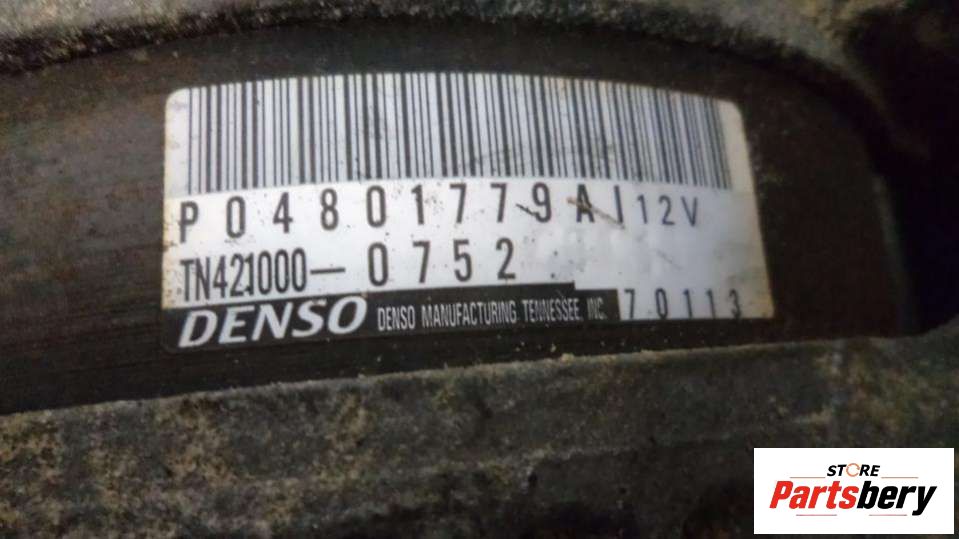 P04801779AI 12V
TN421000-0752
DENSO DENSO MANUFACTURING TENNESSEE, INC. 70113
STORE
Partsbery